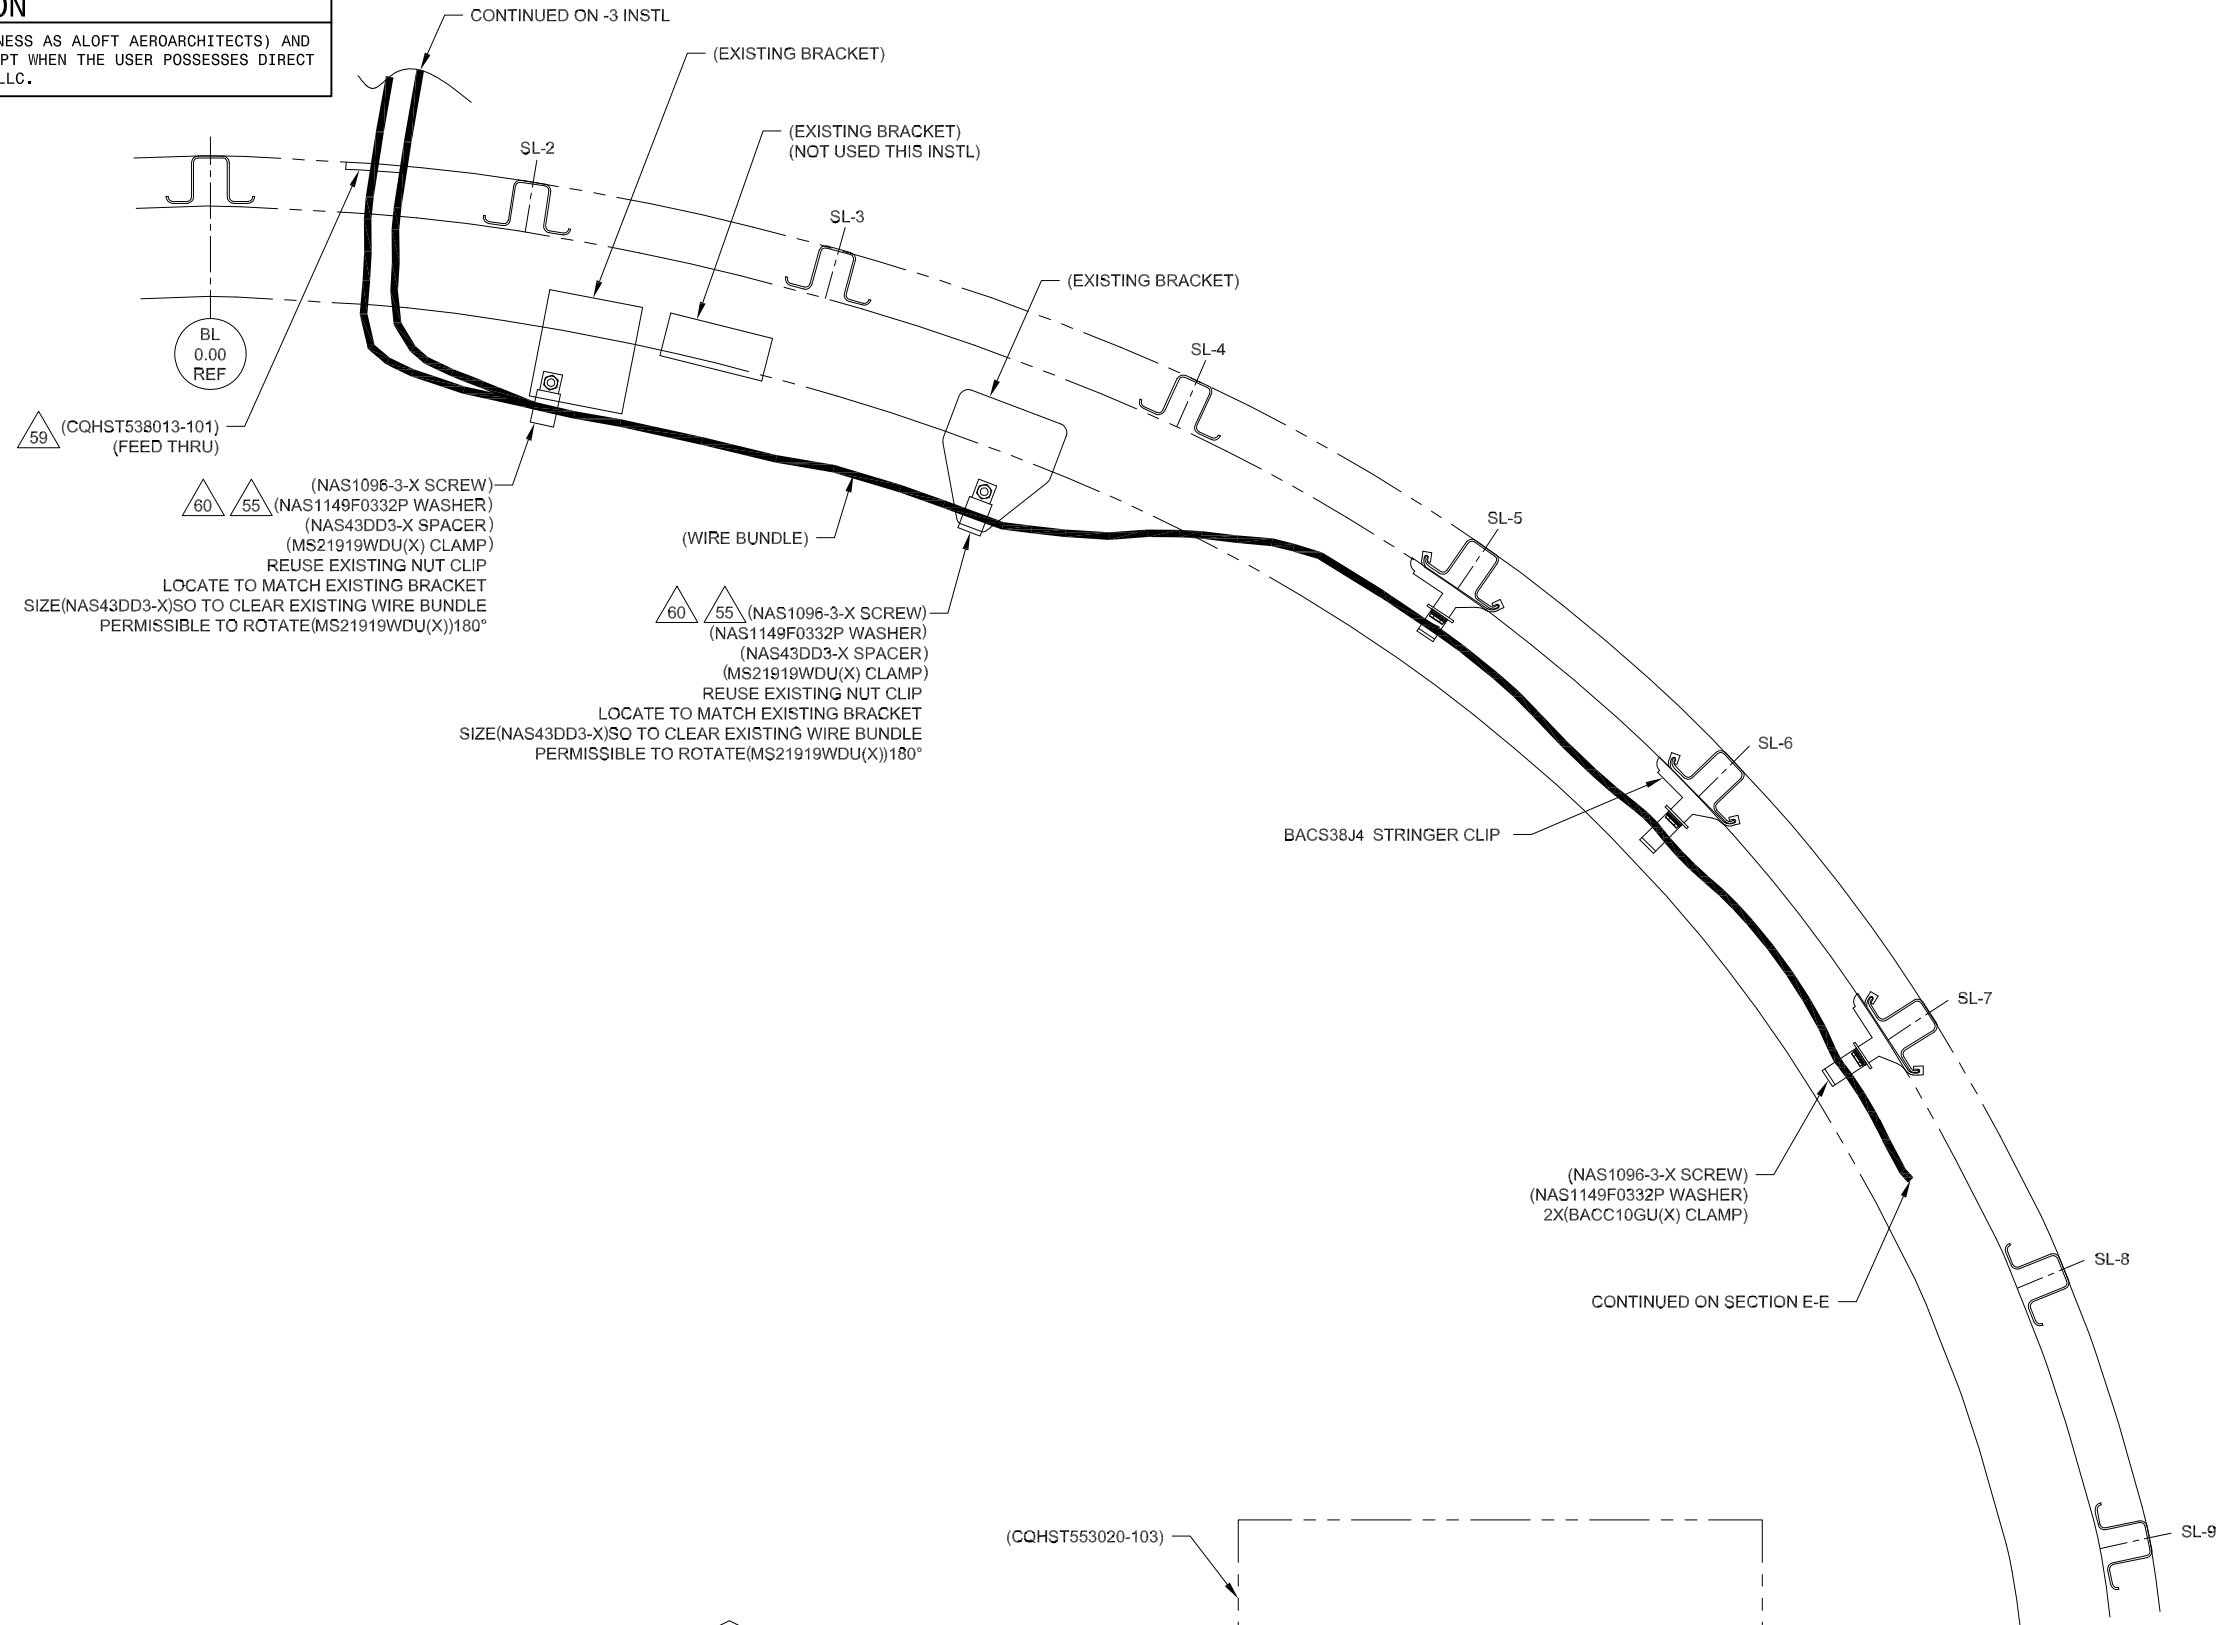 ON
NESS AS ALOFT AEROARCHITECTS) AND
PT WHEN THE USER POSSESSES DIRECT
LLC.
CONTINUED ON -3 INSTL
(EXISTING BRACKET)
(EXISTING BRACKET)
(NOT USED THIS INSTL)
SL-2
SL-3
(EXISTING BRACKET)
SL-4
BL
0.00
REF
59 (CQHST538013-101)
(FEED THRU)
(NAS1096-3-X SCREW)
60 55 (NAS1149F0332P WASHER)
(NAS43DD3-X SPACER)
(MS21919WDU(X) CLAMP)
REUSE EXISTING NUT CLIP
LOCATE TO MATCH EXISTING BRACKET
SIZE(NAS43DD3-X)SO TO CLEAR EXISTING WIRE BUNDLE
PERMISSIBLE TO ROTATE(MS21919WDU(X))180°
(WIRE BUNDLE)
SL-5
60 55 (NAS1096-3-X SCREW)
(NAS1149F0332P WASHER)
(NAS43DD3-X SPACER)
(MS21919WDU(X) CLAMP)
REUSE EXISTING NUT CLIP
LOCATE TO MATCH EXISTING BRACKET
SIZE(NAS43DD3-X)SO TO CLEAR EXISTING WIRE BUNDLE
PERMISSIBLE TO ROTATE(MS21919WDU(X))180°
SL-6
BACS38J4 STRINGER CLIP
SL-7
(NAS1096-3-X SCREW)
(NAS1149F0332P WASHER)
2X(BACC10GU(X) CLAMP)
SL-8
CONTINUED ON SECTION E-E
(CQHST553020-103)
SL-9